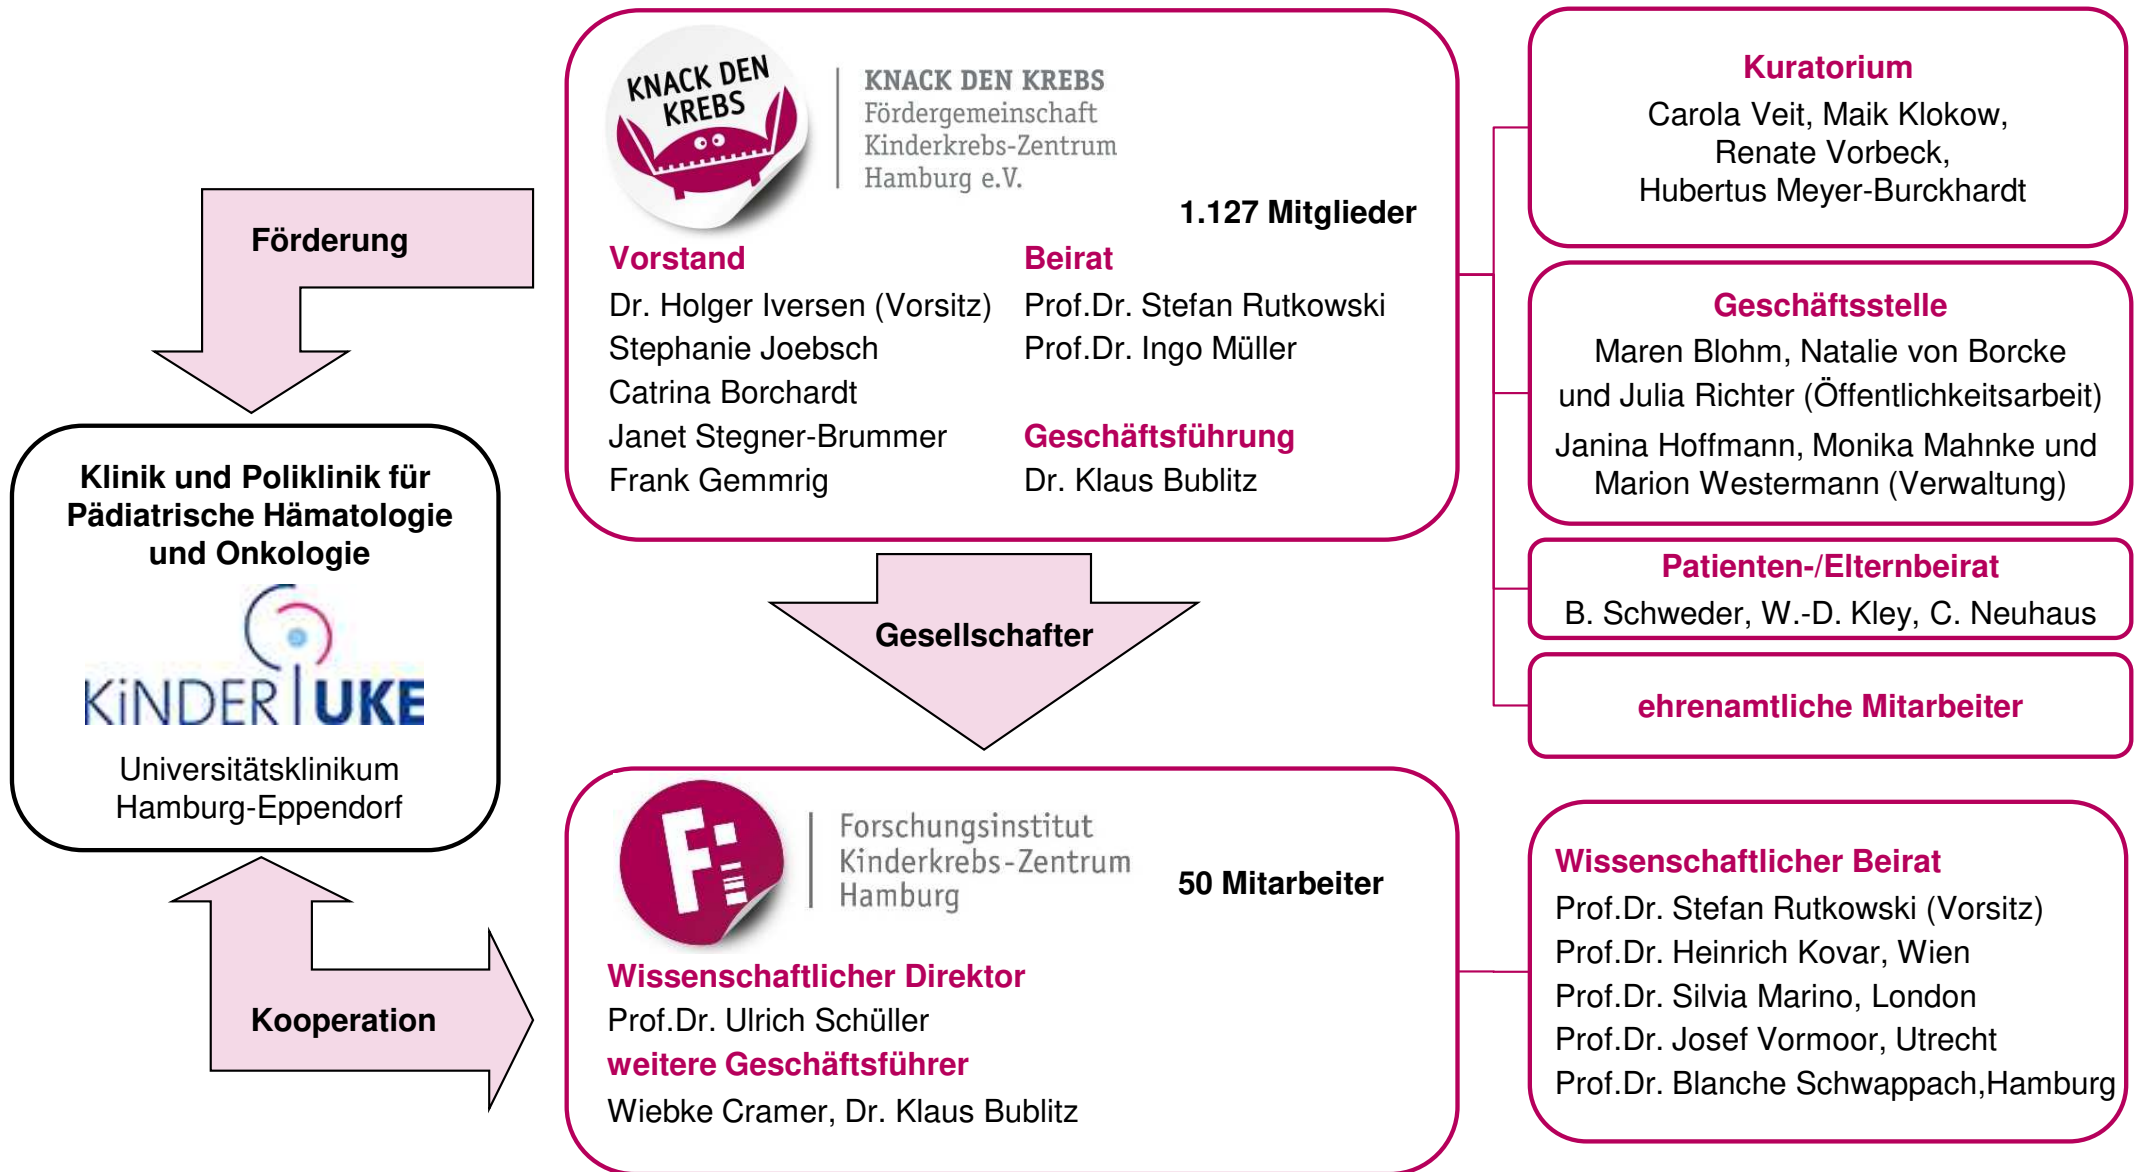 KNACK DEN
KREBS
KNACK DEN KREBS
Fördergemeinschaft
Kinderkrebs-Zentrum
Hamburg e.V.
1.127 Mitglieder
Vorstand
Dr. Holger Iversen (Vorsitz)
Stephanie Joebsch
Catrina Borchardt
Janet Stegner-Brummer
Frank Gemmrig
Beirat
Prof.Dr. Stefan Rutkowski
Prof.Dr. Ingo Müller
Geschäftsführung
Dr. Klaus Bublitz
Kuratorium
Carola Veit, Maik Klokow,
Renate Vorbeck,
Hubertus Meyer-Burckhardt
Geschäftsstelle
Maren Blohm, Natalie von Borcke
und Julia Richter (Öffentlichkeitsarbeit)
Janina Hoffmann, Monika Mahnke und
Marion Westermann (Verwaltung)
Patienten-/Elternbeirat
B. Schweder, W.-D. Kley, C. Neuhaus
ehrenamtliche Mitarbeiter
Förderung
Klinik und Poliklinik für
Pädiatrische Hämatologie
und Onkologie
KiNDER UKE
Universitätsklinikum
Hamburg-Eppendorf
Gesellschafter
Kooperation
Forschungsinstitut
Kinderkrebs-Zentrum
Hamburg
50 Mitarbeiter
Wissenschaftlicher Direktor
Prof.Dr. Ulrich Schüller
weitere Geschäftsführer
Wiebke Cramer, Dr. Klaus Bublitz
Wissenschaftlicher Beirat
Prof.Dr. Stefan Rutkowski (Vorsitz)
Prof.Dr. Heinrich Kovar, Wien
Prof.Dr. Silvia Marino, London
Prof.Dr. Josef Vormoor, Utrecht
Prof.Dr. Blanche Schwappach,Hamburg